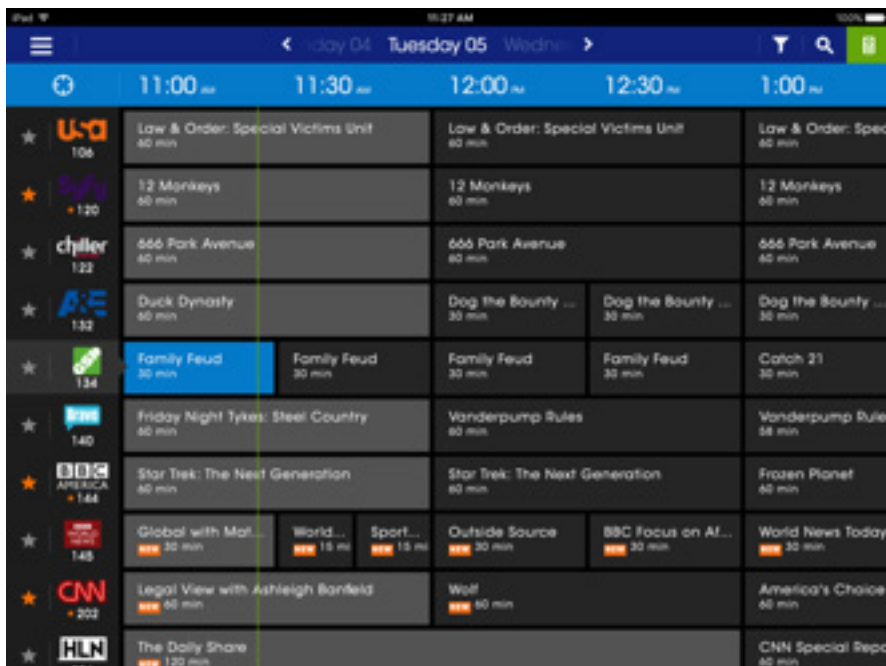 iPad
11:27 AM
100%
day 04 Tuesday 05 Wedne
11:00 AM 11:30 AM 12:00 PM 12:30 PM 1:00 PM
usa 106
Law & Order: Special Victims Unit Law & Order: Special Victims Unit Law & Order: Spec
60 min 60 min 60 min
Syfy 120
12 Monkeys 12 Monkeys 12 Monkeys
60 min 60 min 60 min
chiller 122
666 Park Avenue 666 Park Avenue 666 Park Avenue
60 min 60 min 60 min
A&E 132
Duck Dynasty Dog the Bounty ... Dog the Bounty ... Dog the Bounty ...
60 min 30 min 30 min 30 min
134
Family Feud Family Feud Family Feud Family Feud Catch 21
30 min 30 min 30 min 30 min 30 min
Bravo 140
Friday Night Tykes: Steel Country Vanderpump Rules Vanderpump Rule
60 min 60 min 58 min
BBC AMERICA 144
Star Trek: The Next Generation Star Trek: The Next Generation Frozen Planet
60 min 60 min 60 min
WORLD NEWS 148
Global with Mat... World... Sport... Outside Source BBC Focus on Af... World News Today
NEW 30 min NEW 15 mi NEW 15 mi NEW 30 min NEW 30 min NEW 30 min
CNN 202
Legal View with Ashleigh Banfield Wolf America's Choice
NEW 60 min NEW 60 min 60 min
HLN
The Daily Share CNN Special Repo
NEW 120 min 60 min